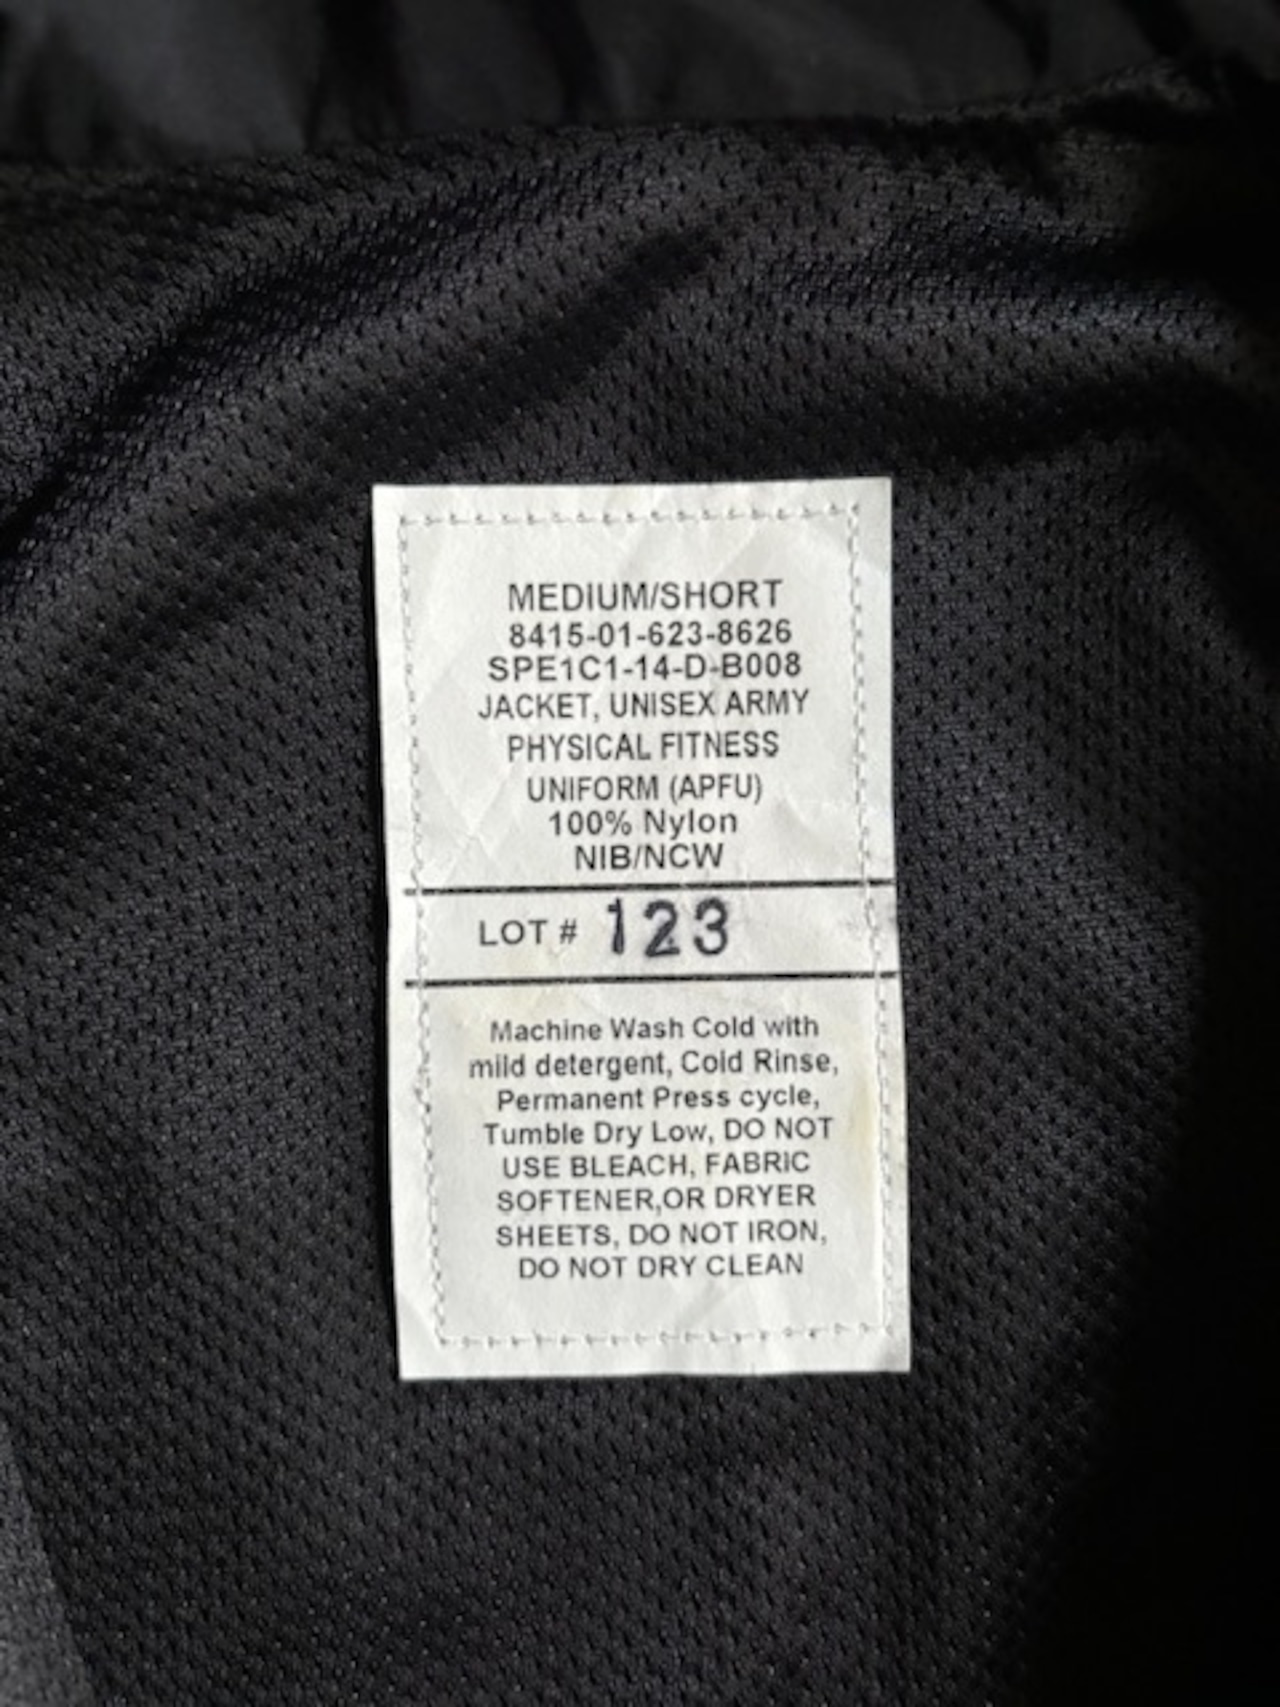 MEDIUM/SHORT
8415-01-623-8626
SPE1C1-14-D-B008
JACKET, UNISEX ARMY
PHYSICAL FITNESS
UNIFORM (APFU)
100% Nylon
NIB/NCW
LOT # 123
Machine Wash Cold with
mild detergent, Cold Rinse,
Permanent Press cycle,
Tumble Dry Low, DO NOT
USE BLEACH, FABRIC
SOFTENER,OR DRYER
SHEETS, DO NOT IRON,
DO NOT DRY CLEAN